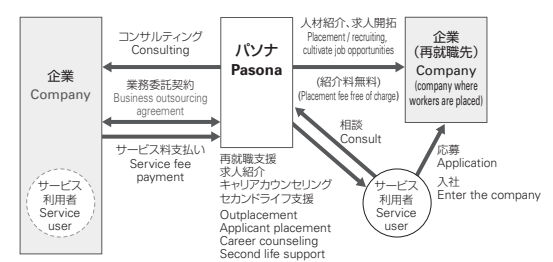 企業
Company
サービス
利用者
Service
user
コンサルティング
Consulting
業務委託契約
Business outsourcing
agreement
サービス料支払い
Service fee
payment
パソナ
Pasona
再就職支援
求人紹介
キャリアカウンセリング
セカンドライフ支援
Outplacement
Applicant placement
Career counseling
Second life support
人材紹介、求人開拓
Placement / recruiting,
cultivate job opportunities
(紹介料無料)
(Placement fee free of charge)
相談
Consult
サービス
利用者
Service
user
企業
(再就職先)
Company
(company where
workers are placed)
応募
Application
入社
Enter the company